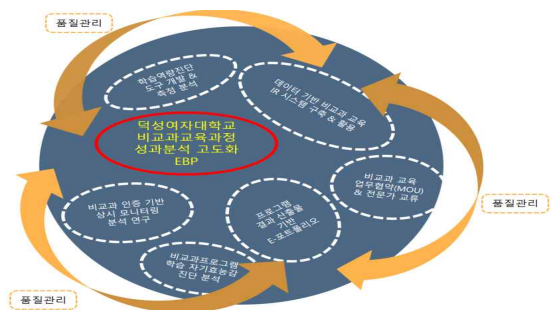 품질관리
학습역량진단
도구 개발 &
측정 분석
데이터 기반 비교과 교육
IR 시스템 구축 & 활용
덕성여자대학교
비교과교육과정
성과분석 고도화
EBP
비교과 교육
업무협약(MOU)
& 전문가 교류
비교과 인증 기반
상시 모니터링
분석 연구
프로그램
결과 산출물
기반
E-포트폴리오
품질관리
비교과프로그램
학습 자기효능감
진단 분석
품질관리